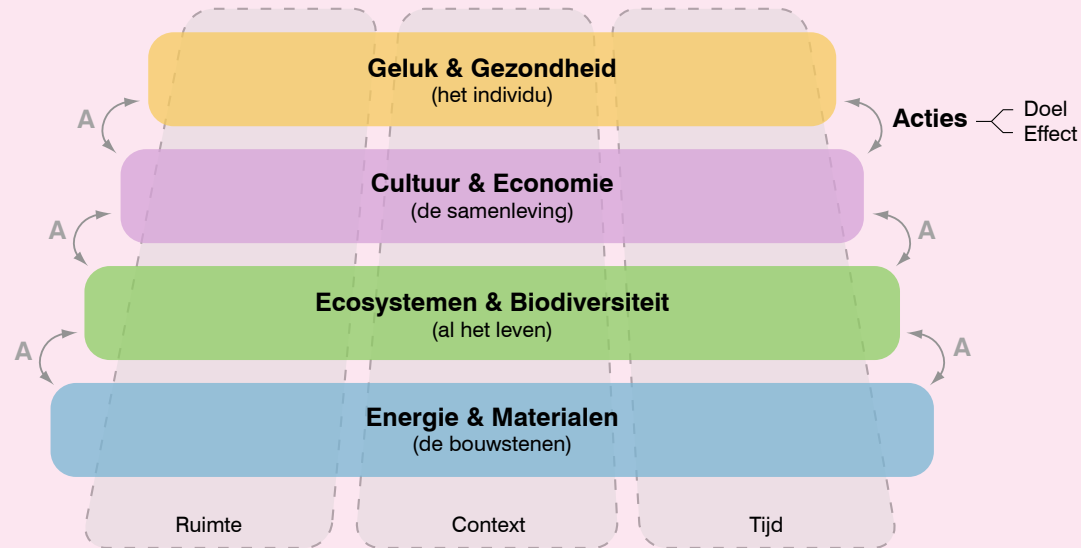 Geluk & Gezondheid
(het individu)
A
Acties
Doel
Effect
Cultuur & Economie
(de samenleving)
A
A
Ecosystemen & Biodiversiteit
(al het leven)
A
A
Energie & Materialen
(de bouwstenen)
Ruimte
Context
Tijd